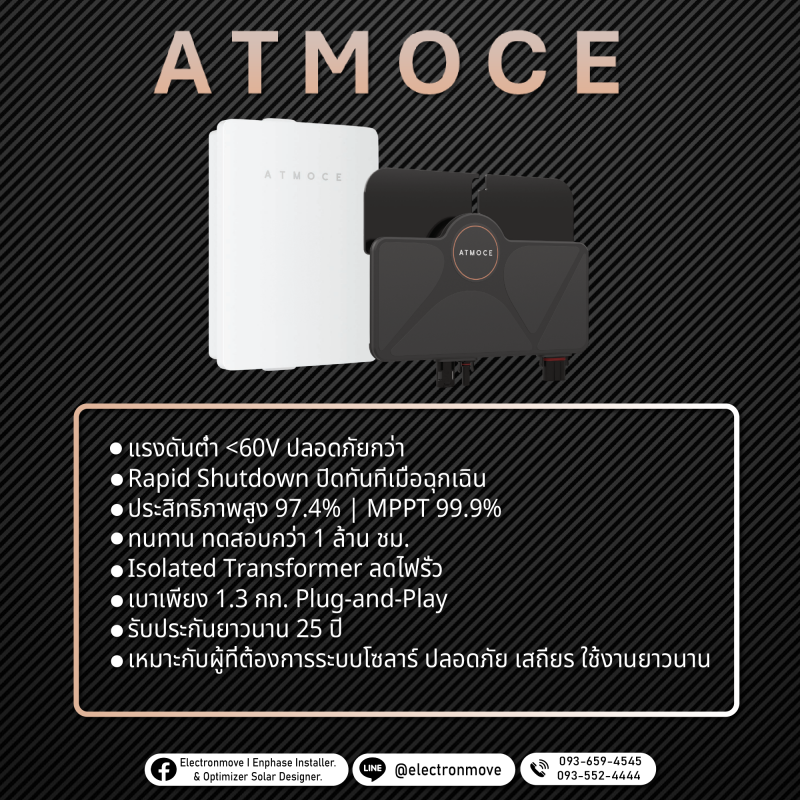 ATMOCE
ATMOCE
ATMOCE
● แรงดันต่ำ <60V ปลอดภัยกว่า
● Rapid Shutdown ปิดทันทีเมื่อฉุกเฉิน
● ประสิทธิภาพสูง 97.4% | MPPT 99.9%
● ทนทาน ทดสอบกว่า 1 ล้าน ชม.
● Isolated Transformer ลดไฟรั่ว
● เบาเพียง 1.3 กก. Plug-and-Play
● รับประกันยาวนาน 25 ปี
● เหมาะกับผู้ที่ต้องการระบบโซลาร์ ปลอดภัย เสถียร ใช้งานยาวนาน
Electronmove I Enphase Installer.
& Optimizer Solar Designer.
LINE
@electronmove
093-659-4545
093-552-4444